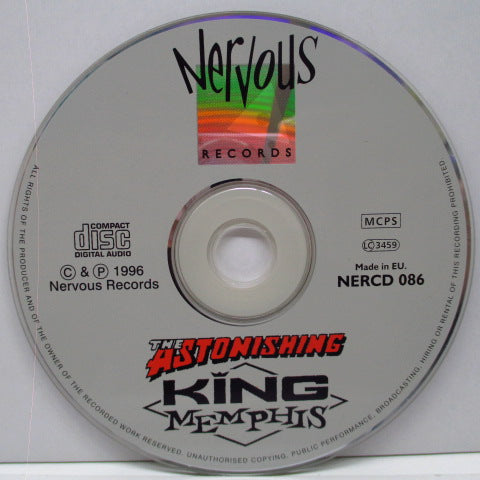 Nervous
RECORDS
COMPACT
disc
DIGITAL AUDIO
© & ℗ 1996
Nervous Records
MCPS
LC 3459
Made in EU.
NERCD 086
THE ASTONISHING
KING
MEMPHIS
ALL RIGHTS OF THE PRODUCER AND OF THE OWNER OF THE RECORDED WORK RESERVED. UNAUTHORISED COPYING. PUBLIC PERFORMANCE, BROADCASTING, HIRING OR RENTAL OF THIS RECORDING PROHIBITED